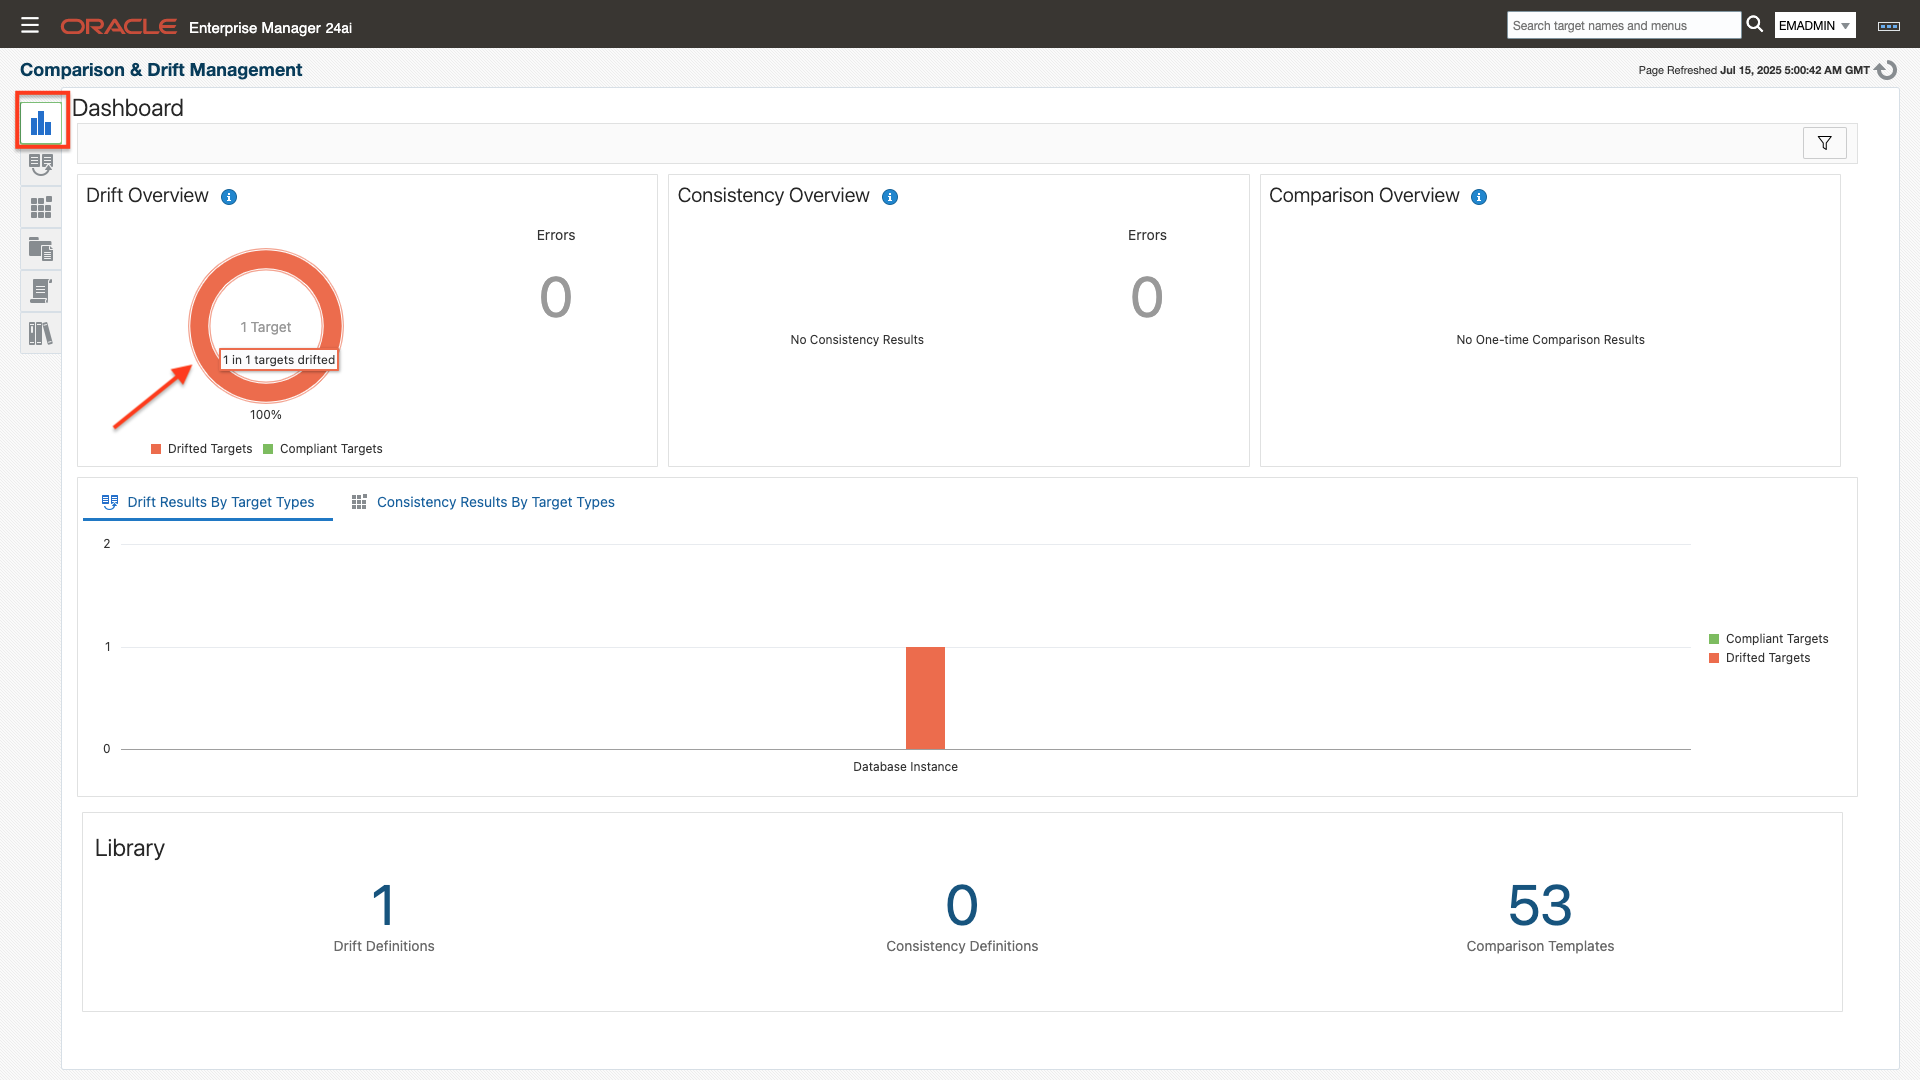 ORACLE Enterprise Manager 24ai
Search target names and menus
EMADMIN
Comparison & Drift Management
Page Refreshed Jul 15, 2025 5:00:42 AM GMT
Dashboard
Drift Overview
Errors
0
1 Target
1 in 1 targets drifted
100%
Drifted Targets
Compliant Targets
Consistency Overview
Errors
0
No Consistency Results
Comparison Overview
No One-time Comparison Results
Drift Results By Target Types
Consistency Results By Target Types
2
1
0
Database Instance
Compliant Targets
Drifted Targets
Library
1
Drift Definitions
0
Consistency Definitions
53
Comparison Templates